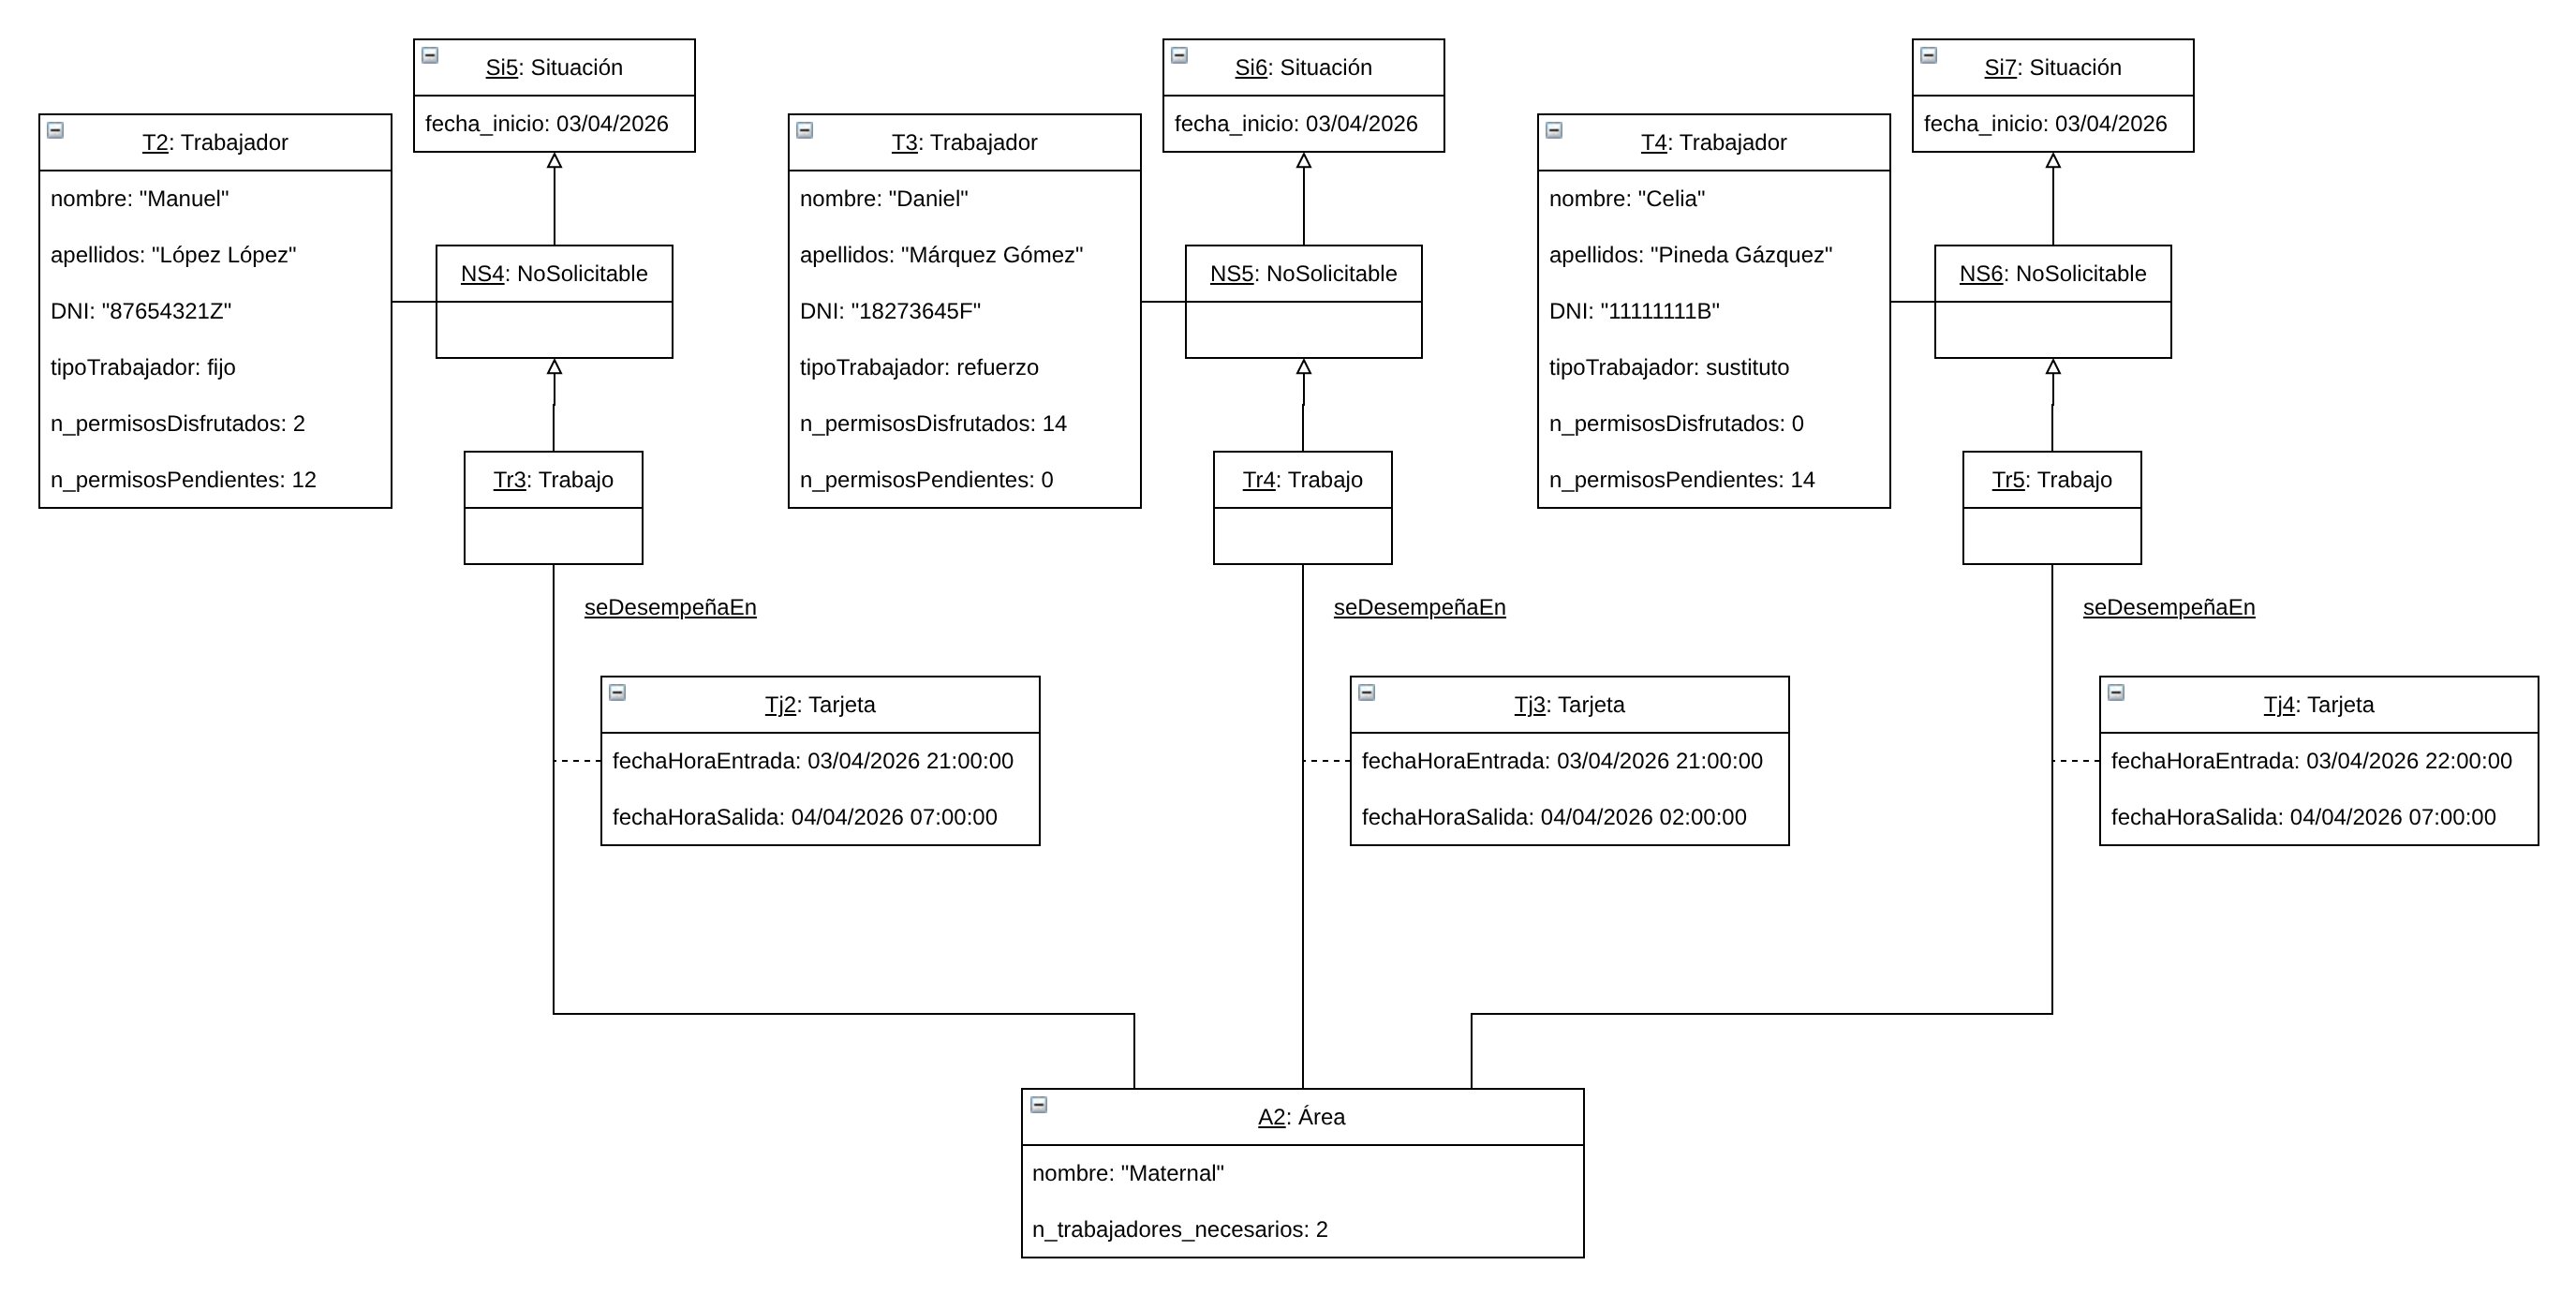 Si5: Situación
fecha_inicio: 03/04/2026
Si6: Situación
fecha_inicio: 03/04/2026
Si7: Situación
fecha_inicio: 03/04/2026
T2: Trabajador
nombre: "Manuel"
apellidos: "López López"
DNI: "87654321Z"
tipoTrabajador: fijo
n_permisosDisfrutados: 2
n_permisosPendientes: 12
NS4: NoSolicitable
Tr3: Trabajo
T3: Trabajador
nombre: "Daniel"
apellidos: "Márquez Gómez"
DNI: "18273645F"
tipoTrabajador: refuerzo
n_permisosDisfrutados: 14
n_permisosPendientes: 0
NS5: NoSolicitable
Tr4: Trabajo
T4: Trabajador
nombre: "Celia"
apellidos: "Pineda Gázquez"
DNI: "11111111B"
tipoTrabajador: sustituto
n_permisosDisfrutados: 0
n_permisosPendientes: 14
NS6: NoSolicitable
Tr5: Trabajo
seDesempeñaEn
seDesempeñaEn
seDesempeñaEn
Tj2: Tarjeta
fechaHoraEntrada: 03/04/2026 21:00:00
fechaHoraSalida: 04/04/2026 07:00:00
Tj3: Tarjeta
fechaHoraEntrada: 03/04/2026 21:00:00
fechaHoraSalida: 04/04/2026 02:00:00
Tj4: Tarjeta
fechaHoraEntrada: 03/04/2026 22:00:00
fechaHoraSalida: 04/04/2026 07:00:00
A2: Área
nombre: "Maternal"
n_trabajadores_necesarios: 2